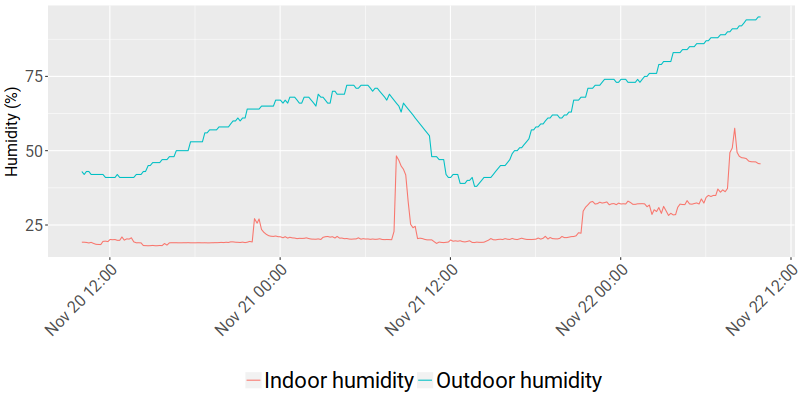 Humidity (%)
75
50
25
Nov 20 12:00
Nov 21 00:00
Nov 21 12:00
Nov 22 00:00
Nov 22 12:00
Indoor humidity Outdoor humidity